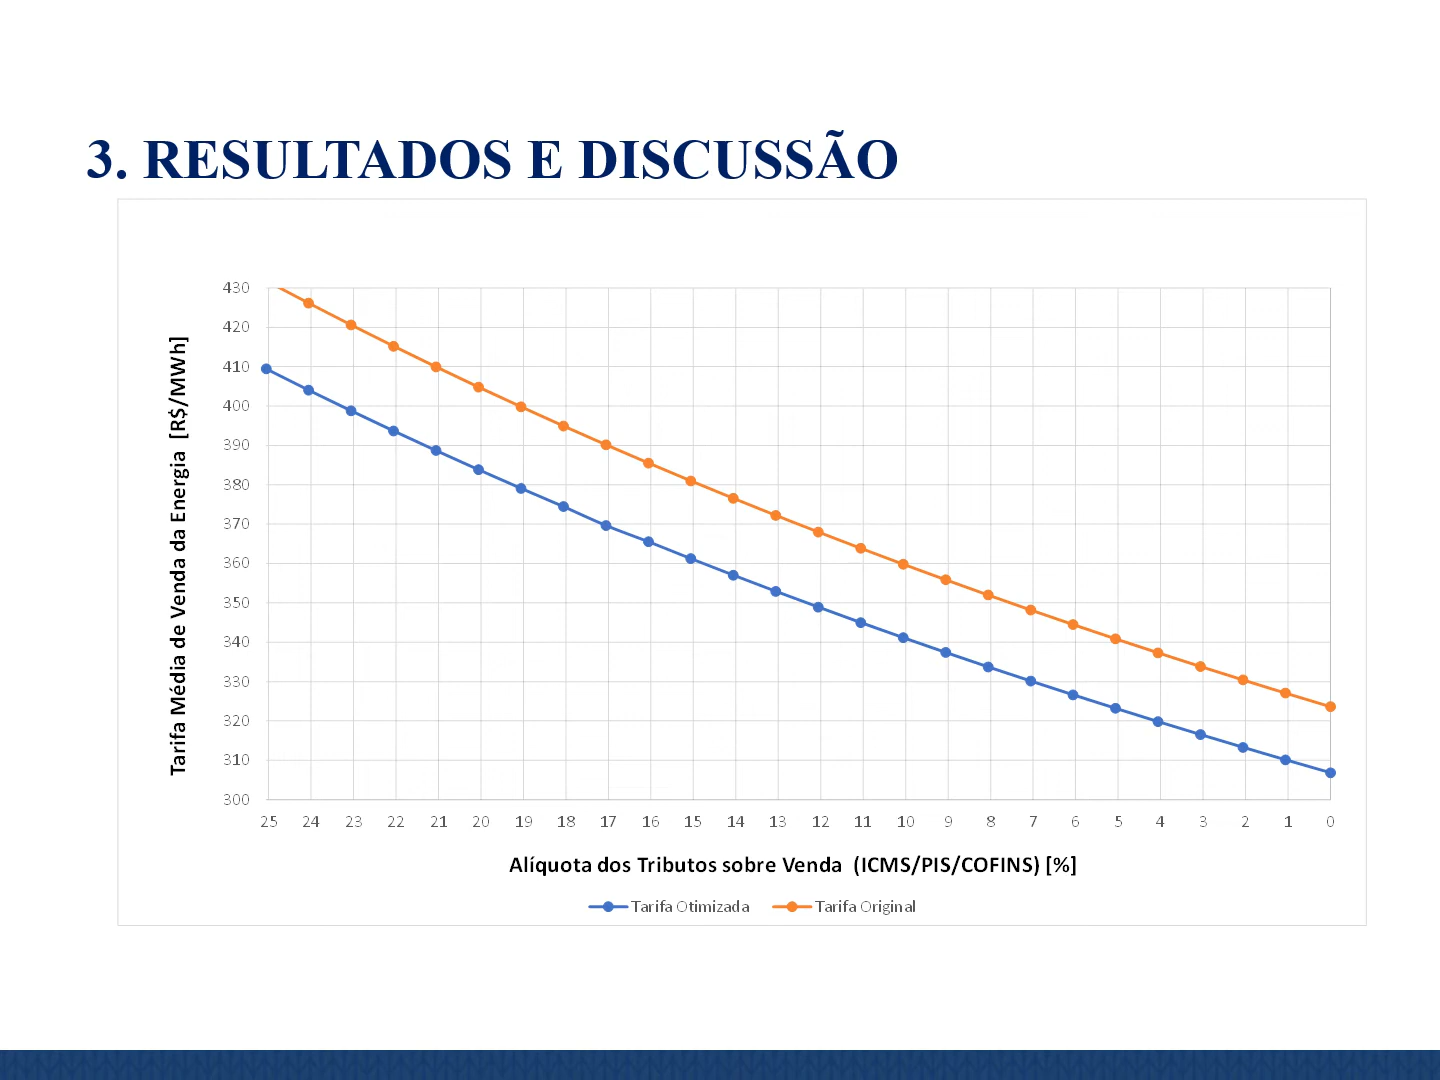 3. RESULTADOS E DISCUSSÃO
430
420
410
400
390
380
370
360
350
340
330
320
310
300
Tarifa Média de Venda da Energia [R$/MWh]
25 24 23 22 21 20 19 18 17 16 15 14 13 12 11 10 9 8 7 6 5 4 3 2 1 0
Alíquota dos Tributos sobre Venda (ICMS/PIS/COFINS) [%]
Tarifa Otimizada Tarifa Original